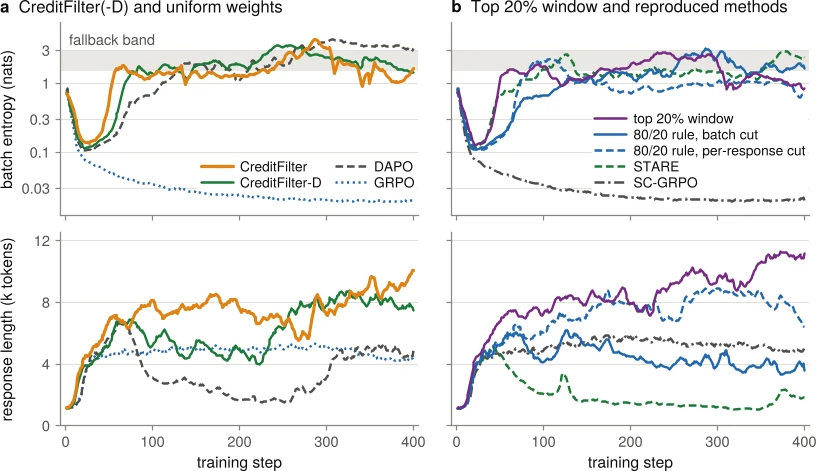 a CreditFilter(-D) and uniform weights
fallback band
batch entropy (nats)
3
1
0.3
0.1
0.03
CreditFilter
CreditFilter-D
DAPO
GRPO
response length (k tokens)
12
8
4
0
0
100
200
300
400
training step
b Top 20% window and reproduced methods
top 20% window
80/20 rule, batch cut
80/20 rule, per-response cut
STARE
SC-GRPO
0
100
200
300
400
training step